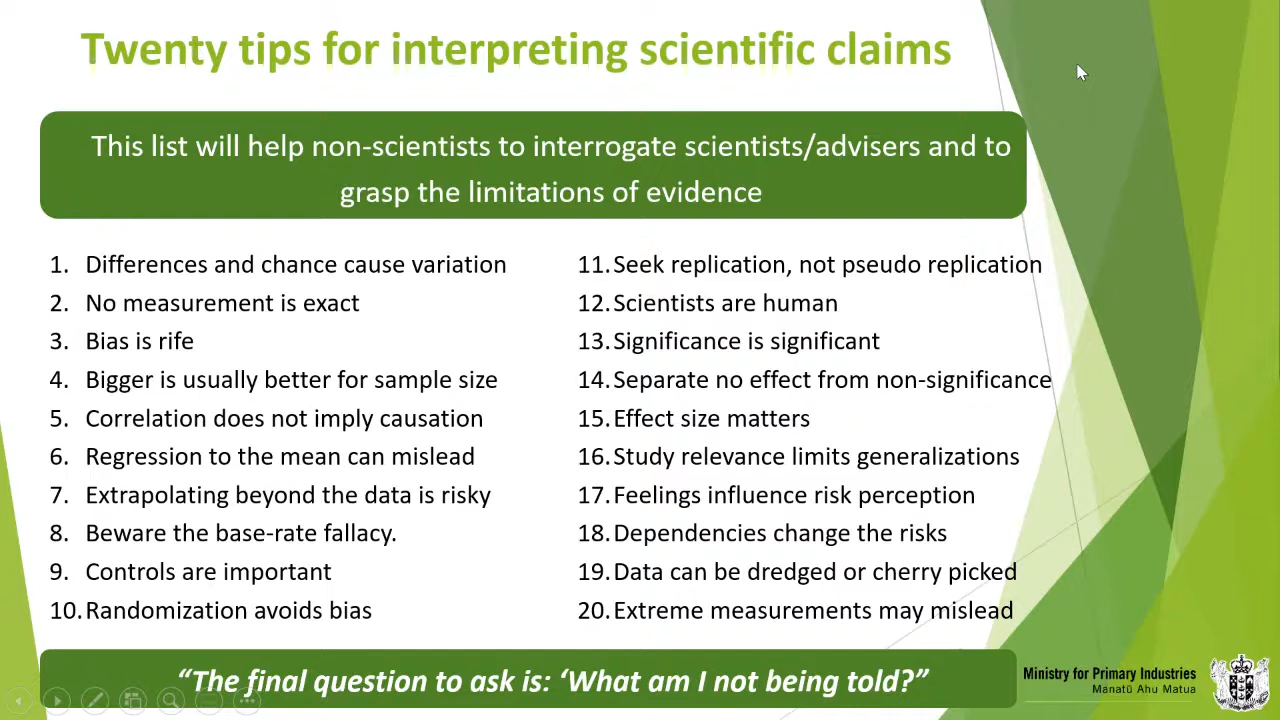 Twenty tips for interpreting scientific claims
This list will help non-scientists to interrogate scientists/advisers and to
grasp the limitations of evidence
1. Differences and chance cause variation
2. No measurement is exact
3. Bias is rife
4. Bigger is usually better for sample size
5. Correlation does not imply causation
6. Regression to the mean can mislead
7. Extrapolating beyond the data is risky
8. Beware the base-rate fallacy.
9. Controls are important
10. Randomization avoids bias
11. Seek replication, not pseudo replication
12. Scientists are human
13. Significance is significant
14. Separate no effect from non-significance
15. Effect size matters
16. Study relevance limits generalizations
17. Feelings influence risk perception
18. Dependencies change the risks
19. Data can be dredged or cherry picked
20. Extreme measurements may mislead
“The final question to ask is: ‘What am I not being told?”
Ministry for Primary Industries
Manatū Ahu Matua